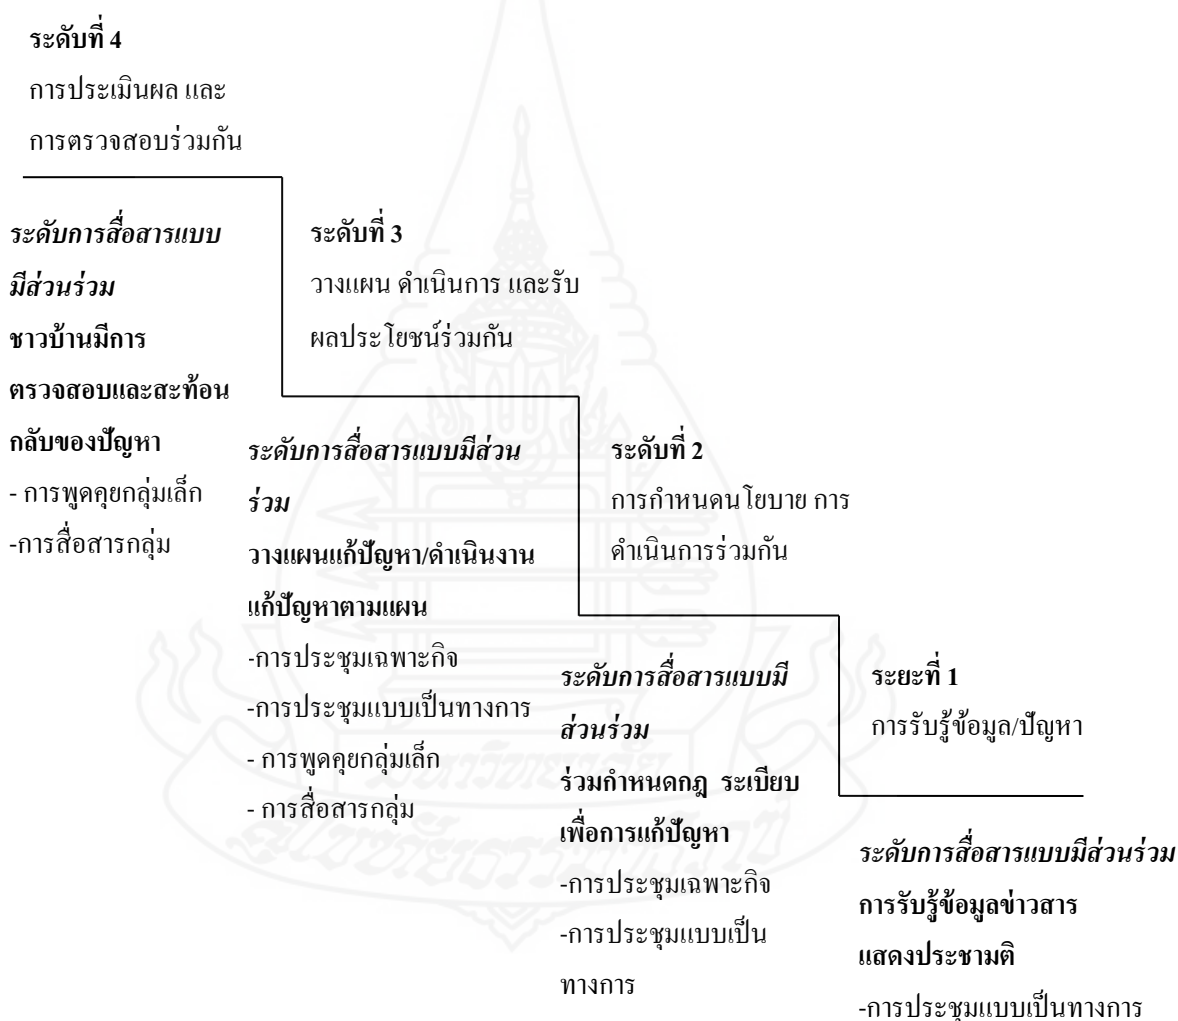 ระดับที่ 4
การประเมินผล และ
การตรวจสอบร่วมกัน
ระดับการสื่อสารแบบ
มีส่วนร่วม
ชาวบ้านมีการ
ตรวจสอบและสะท้อน
กลับของปัญหา
- การพูดคุยกลุ่มเล็ก
-การสื่อสารกลุ่ม
ระดับที่ 3
วางแผน ดำเนินการ และรับ
ผลประโยชน์ร่วมกัน
ระดับการสื่อสารแบบมีส่วน
ร่วม
วางแผนแก้ปัญหา/ดำเนินงาน
แก้ปัญหาตามแผน
-การประชุมเฉพาะกิจ
-การประชุมแบบเป็นทางการ
- การพูดคุยกลุ่มเล็ก
- การสื่อสารกลุ่ม
ระดับที่ 2
การกำหนดนโยบาย การ
ดำเนินการร่วมกัน
ระดับการสื่อสารแบบมี
ส่วนร่วม
ร่วมกำหนดกฎ ระเบียบ
เพื่อการแก้ปัญหา
-การประชุมเฉพาะกิจ
-การประชุมแบบเป็น
ทางการ
ระยะที่ 1
การรับรู้ข้อมูล/ปัญหา
ระดับการสื่อสารแบบมีส่วนร่วม
การรับรู้ข้อมูลข่าวสาร
แสดงประชามติ
-การประชุมแบบเป็นทางการ